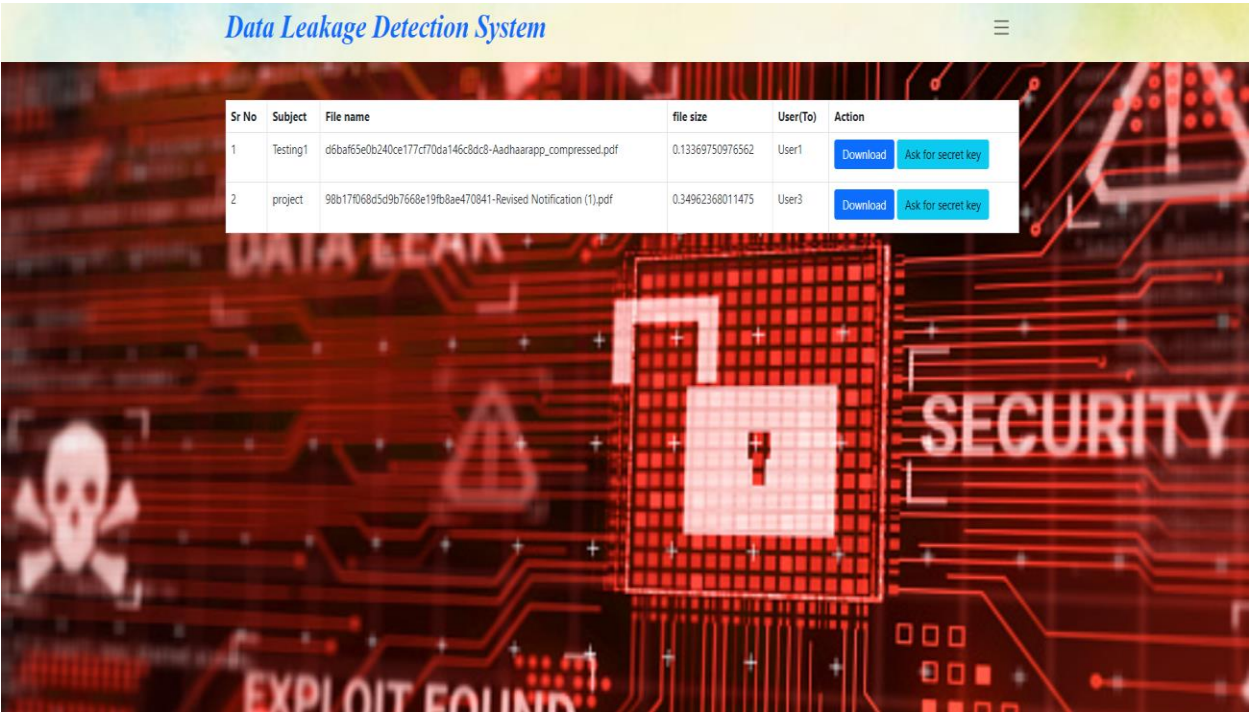 Data Leakage Detection System
Sr No Subject File name file size User(To) Action
1 Testing1 d6baf65e0b240ce177cf70da146c8dc8-Aadhaarapp_compressed.pdf 0.13369750976562 User1 Download Ask for secret key
2 project 98b17f068d5d9b7668e19fb8ae470841-Revised Notification (1).pdf 0.34962368011475 User3 Download Ask for secret key
DATA LEAK
SECURITY
EXPLOIT FOUND